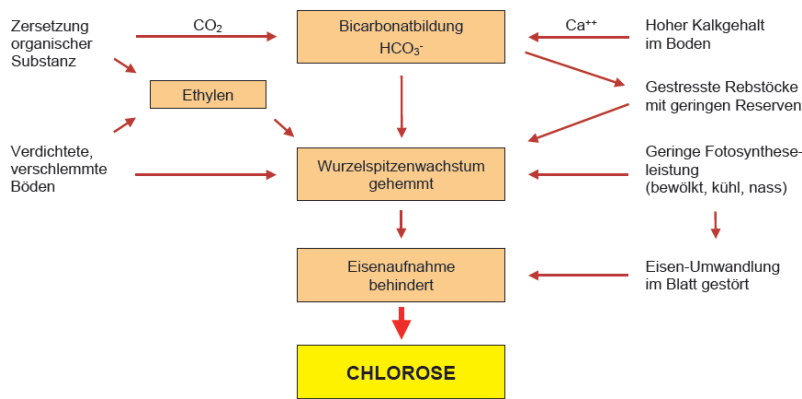 Zersetzung
organischer
Substanz
CO₂
Bicarbonatbildung
HCO₃⁻
Ca⁺⁺
Hoher Kalkgehalt
im Boden
Ethylen
Gestresste Rebstöcke
mit geringen Reserven
Verdichtete,
verschlemmte
Böden
Wurzelspitzenwachstum
gehemmt
Geringe Fotosynthese-
leistung
(bewölkt, kühl, nass)
Eisenaufnahme
behindert
Eisen-Umwandlung
im Blatt gestört
CHLOROSE